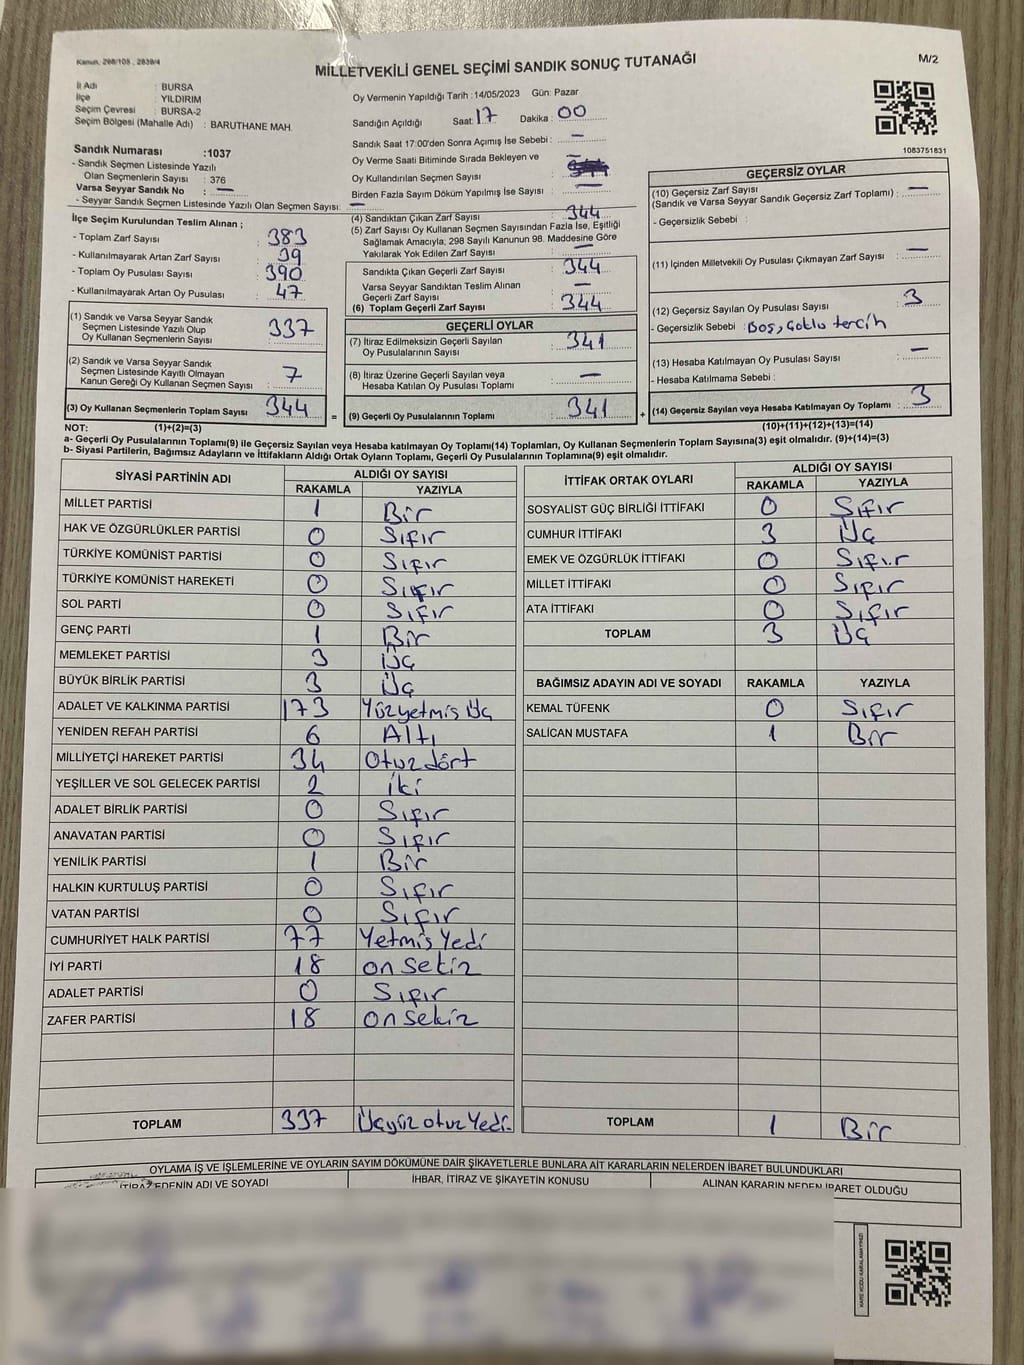 Kanun, 298/105 , 2839/4
M/2
MİLLETVEKİLİ GENEL SEÇİMİ SANDIK SONUÇ TUTANAĞI
İl Adı : BURSA
İlçe : YILDIRIM
Seçim Çevresi : BURSA-2
Seçim Bölgesi (Mahalle Adı) : BARUTHANE MAH.
Oy Vermenin Yapıldığı Tarih :14/05/2023 Gün: Pazar
Sandığın Açıldığı Saat: 17 Dakika : 00
Sandık Saat 17:00'den Sonra Açımış İse Sebebi : —
Oy Verme Saati Bitiminde Sırada Bekleyen ve
Oy Kullandırılan Seçmen Sayısı : —
Birden Fazla Sayım Döküm Yapılmış İse Sayısı : —
1083751831
Sandık Numarası :1037
- Sandık Seçmen Listesinde Yazılı
Olan Seçmenlerin Sayısı : 376
Varsa Seyyar Sandık No : —
- Seyyar Sandık Seçmen Listesinde Yazılı Olan Seçmen Sayısı: —
İlçe Seçim Kurulundan Teslim Alınan ;
- Toplam Zarf Sayısı : 383
- Kullanılmayarak Artan Zarf Sayısı : 39
- Toplam Oy Pusulası Sayısı : 390
- Kullanılmayarak Artan Oy Pusulası : 47
(1) Sandık ve Varsa Seyyar Sandık
Seçmen Listesinde Yazılı Olup
Oy Kullanan Seçmenlerin Sayısı : 337
(2) Sandık ve Varsa Seyyar Sandık
Seçmen Listesinde Kayıtlı Olmayan
Kanun Gereği Oy Kullanan Seçmen Sayısı : 7
(3) Oy Kullanan Seçmenlerin Toplam Sayısı : 344
(4) Sandıktan Çıkan Zarf Sayısı : 344
(5) Zarf Sayısı Oy Kullanan Seçmen Sayısından Fazla İse, Eşitliği
Sağlamak Amacıyla, 298 Sayılı Kanunun 98. Maddesine Göre
Yakılarak Yok Edilen Zarf Sayısı : —
Sandıkta Çıkan Geçerli Zarf Sayısı : 344
Varsa Seyyar Sandıktan Teslim Alınan
Geçerli Zarf Sayısı : —
(6) Toplam Geçerli Zarf Sayısı : 344
GEÇERLİ OYLAR
(7) İtiraz Edilmeksizin Geçerli Sayılan
Oy Pusulalarının Sayısı : 341
(8) İtiraz Üzerine Geçerli Sayılan veya
Hesaba Katılan Oy Pusulası Toplamı : —
= (9) Geçerli Oy Pusulalarının Toplamı : 341
GEÇERSİZ OYLAR
(10) Geçersiz Zarf Sayısı
(Sandık ve Varsa Seyyar Sandık Geçersiz Zarf Toplamı) : —
- Geçersizlik Sebebi :
(11) İçinden Milletvekili Oy Pusulası Çıkmayan Zarf Sayısı : —
(12) Geçersiz Sayılan Oy Pusulası Sayısı : 3
- Geçersizlik Sebebi : Boş, çoklu tercih
(13) Hesaba Katılmayan Oy Pusulası Sayısı : —
- Hesaba Katılmama Sebebi :
+ (14) Geçersiz Sayılan veya Hesaba Katılmayan Oy Toplamı : 3
NOT: (1)+(2)=(3)
(10)+(11)+(12)+(13)=(14)
a- Geçerli Oy Pusulalarının Toplamı(9) ile Geçersiz Sayılan veya Hesaba katılmayan Oy Toplamı(14) Toplamları, Oy Kullanan Seçmenlerin Toplam Sayısına(3) eşit olmalıdır. (9)+(14)=(3)
b- Siyasi Partilerin, Bağımsız Adayların ve İttifakların Aldığı Ortak Oyların Toplamı, Geçerli Oy Pusulalarının Toplamına(9) eşit olmalıdır.
SİYASİ PARTİNİN ADI ALDIĞI OY SAYISI
RAKAMLA YAZIYLA
MİLLET PARTİSİ 1 Bir
HAK VE ÖZGÜRLÜKLER PARTİSİ 0 Sıfır
TÜRKİYE KOMÜNİST PARTİSİ 0 Sıfır
TÜRKİYE KOMÜNİST HAREKETİ 0 Sıfır
SOL PARTİ 0 Sıfır
GENÇ PARTİ 1 Bir
MEMLEKET PARTİSİ 3 Üç
BÜYÜK BİRLİK PARTİSİ 3 Üç
ADALET VE KALKINMA PARTİSİ 173 Yüzyetmiş Üç
YENİDEN REFAH PARTİSİ 6 Altı
MİLLİYETÇİ HAREKET PARTİSİ 34 Otuz dört
YEŞİLLER VE SOL GELECEK PARTİSİ 2 iki
ADALET BİRLİK PARTİSİ 0 Sıfır
ANAVATAN PARTİSİ 0 Sıfır
YENİLİK PARTİSİ 1 Bir
HALKIN KURTULUŞ PARTİSİ 0 Sıfır
VATAN PARTİSİ 0 Sıfır
CUMHURİYET HALK PARTİSİ 77 Yetmiş Yedi
İYİ PARTİ 18 on sekiz
ADALET PARTİSİ 0 Sıfır
ZAFER PARTİSİ 18 on sekiz
TOPLAM 337 Üçyüz otuz Yedi
İTTİFAK ORTAK OYLARI ALDIĞI OY SAYISI
RAKAMLA YAZIYLA
SOSYALİST GÜÇ BİRLİĞİ İTTİFAKI 0 Sıfır
CUMHUR İTTİFAKI 3 Üç
EMEK VE ÖZGÜRLÜK İTTİFAKI 0 Sıfır
MİLLET İTTİFAKI 0 Sıfır
ATA İTTİFAKI 0 Sıfır
TOPLAM 3 Üç
BAĞIMSIZ ADAYIN ADI VE SOYADI RAKAMLA YAZIYLA
KEMAL TÜFENK 0 Sıfır
SALİCAN MUSTAFA 1 Bir
TOPLAM 1 Bir
OYLAMA İŞ VE İŞLEMLERİNE VE OYLARIN SAYIM DÖKÜMÜNE DAİR ŞİKAYETLERLE BUNLARA AİT KARARLARIN NELERDEN İBARET BULUNDUKLARI
İTİRAZ EDENİN ADI VE SOYADI
İHBAR, İTİRAZ VE ŞİKAYETİN KONUSU
ALINAN KARARIN NEDEN İBARET OLDUĞU
KARE KODU KARALAMAYINIZ!